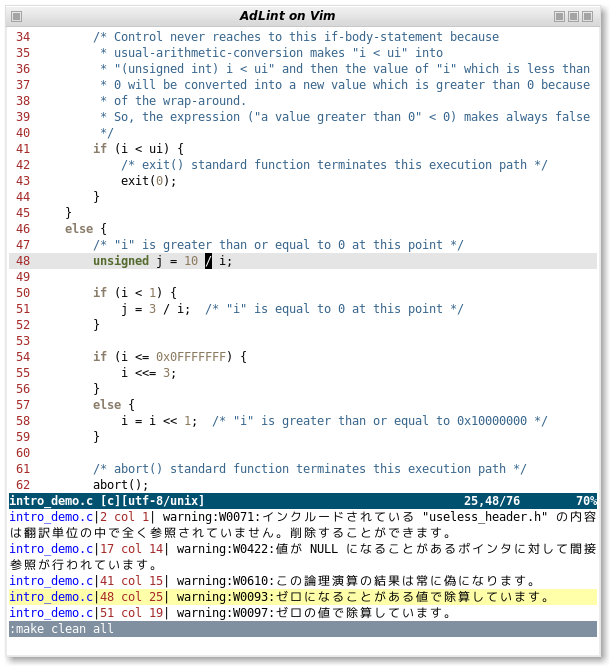 AdLint on Vim
34 /* Control never reaches to this if-body-statement because
35 * usual-arithmetic-conversion makes "i < ui" into
36 * "(unsigned int) i < ui" and then the value of "i" which is less than
37 * 0 will be converted into a new value which is greater than 0 because
38 * of the wrap-around.
39 * So, the expression ("a value greater than 0" < 0) makes always false
40 */
41 if (i < ui) {
42 /* exit() standard function terminates this execution path */
43 exit(0);
44 }
45 }
46 else {
47 /* "i" is greater than or equal to 0 at this point */
48 unsigned j = 10 / i;
49
50 if (i < 1) {
51 j = 3 / i; /* "i" is equal to 0 at this point */
52 }
53
54 if (i <= 0x0FFFFFFF) {
55 i <<= 3;
56 }
57 else {
58 i = i << 1; /* "i" is greater than or equal to 0x10000000 */
59 }
60
61 /* abort() standard function terminates this execution path */
62 abort();
intro_demo.c [c][utf-8/unix] 25,48/76 70%
intro_demo.c|2 col 1| warning:W0071:インクルードされている "useless_header.h" の内容
は翻訳単位の中で全く参照されていません。削除することができます。
intro_demo.c|17 col 14| warning:W0422:値が NULL になることがあるポインタに対して間接
参照が行われています。
intro_demo.c|41 col 15| warning:W0610:この論理演算の結果は常に偽になります。
intro_demo.c|48 col 25| warning:W0093:ゼロになることがある値で除算しています。
intro_demo.c|51 col 19| warning:W0097:ゼロの値で除算しています。
:make clean all